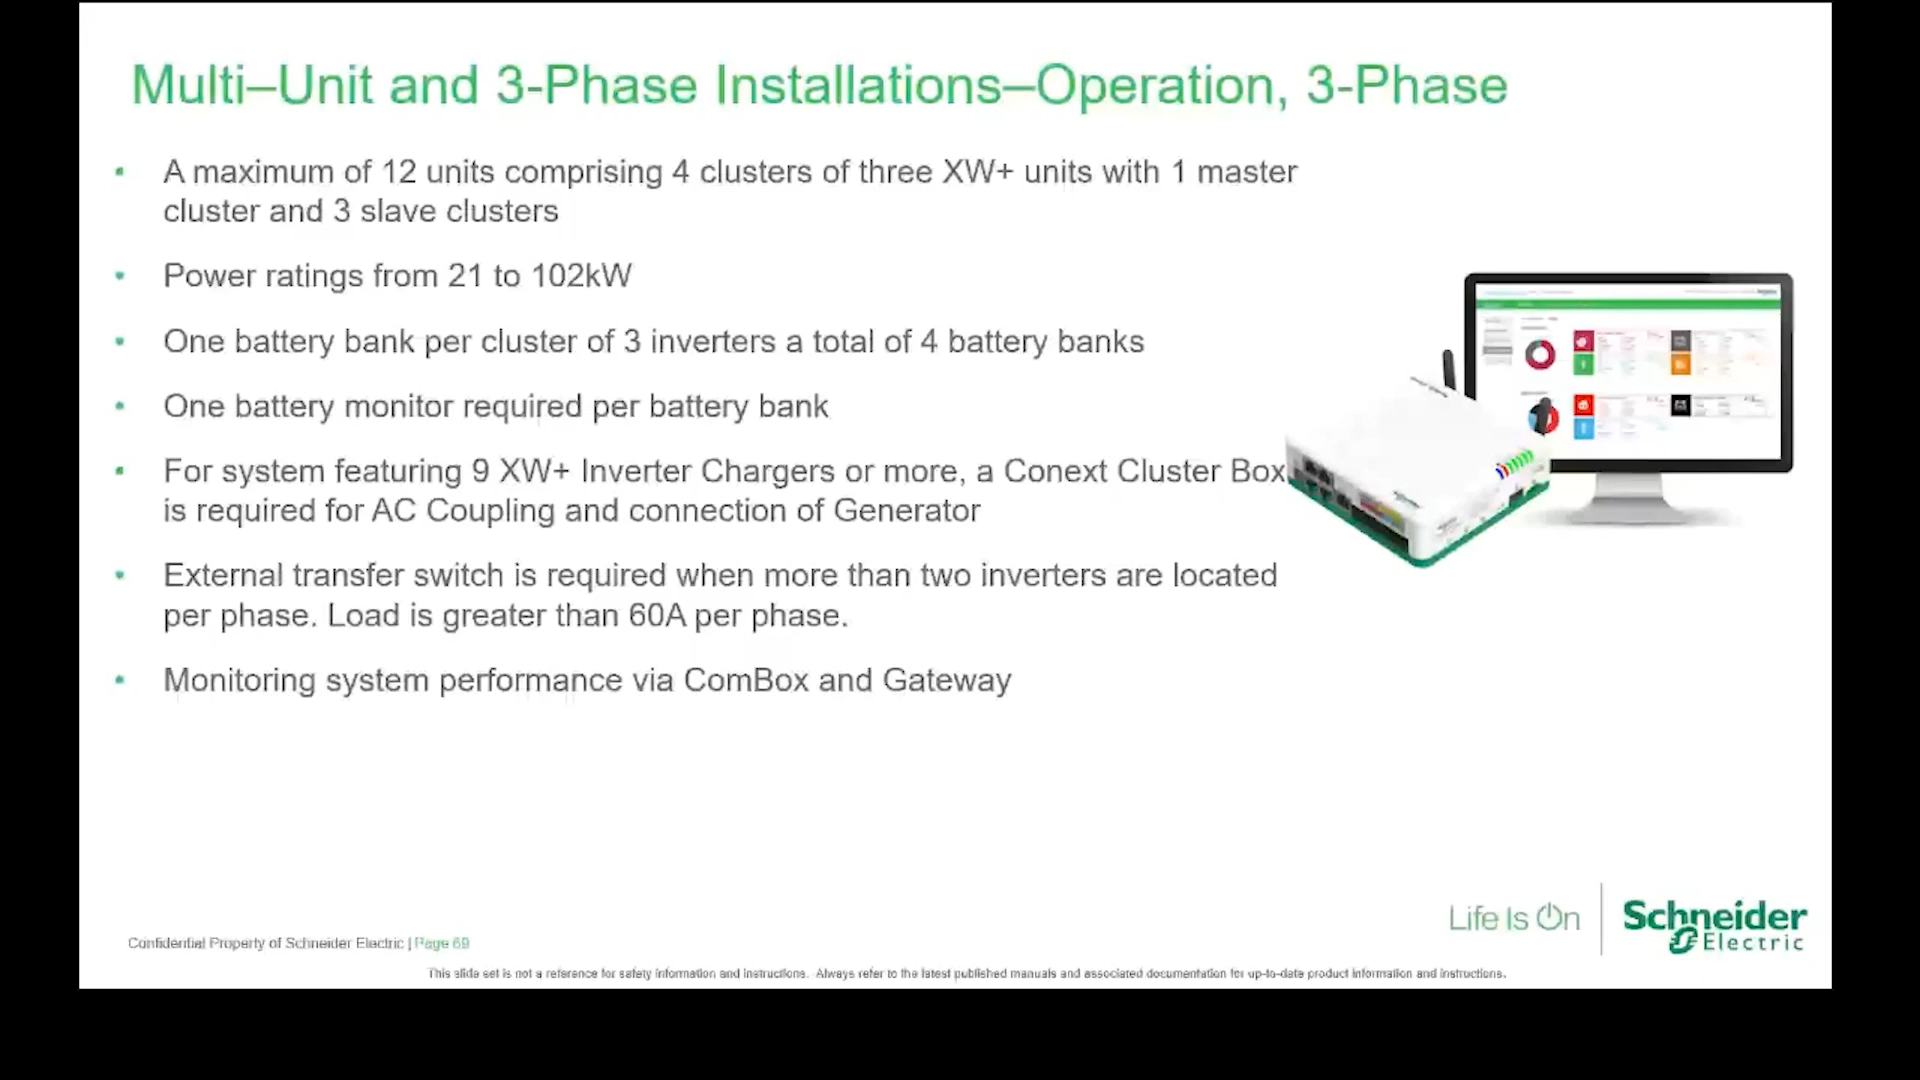 Multi–Unit and 3-Phase Installations–Operation, 3-Phase
• A maximum of 12 units comprising 4 clusters of three XW+ units with 1 master
cluster and 3 slave clusters
• Power ratings from 21 to 102kW
• One battery bank per cluster of 3 inverters a total of 4 battery banks
• One battery monitor required per battery bank
• For system featuring 9 XW+ Inverter Chargers or more, a Conext Cluster Box
is required for AC Coupling and connection of Generator
• External transfer switch is required when more than two inverters are located
per phase. Load is greater than 60A per phase.
• Monitoring system performance via ComBox and Gateway
Life Is On
Schneider
Electric
Confidential Property of Schneider Electric | Page 69
This slide set is not a reference for safety information and instructions. Always refer to the latest published manuals and associated documentation for up-to-date product information and instructions.